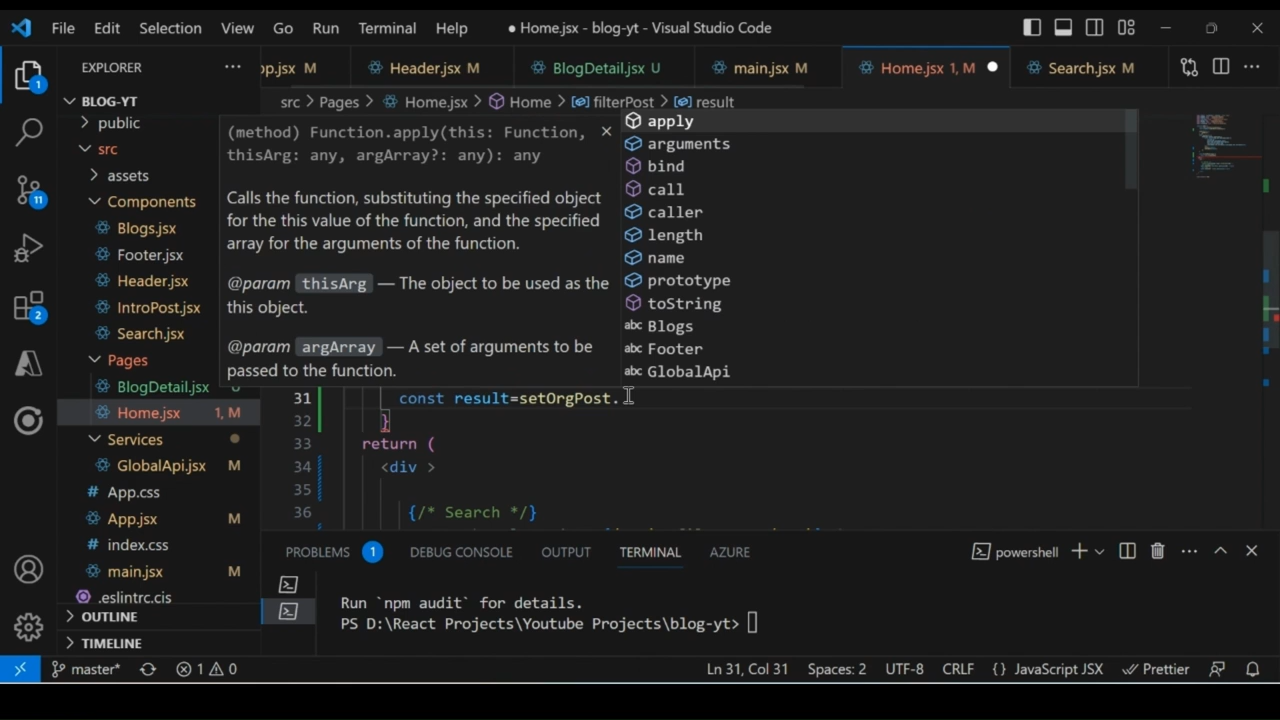 File Edit Selection View Go Run Terminal Help ● Home.jsx - blog-yt - Visual Studio Code
EXPLORER ···
pp.jsx M Header.jsx M BlogDetail.jsx U main.jsx M Home.jsx 1, M Search.jsx M ···
BLOG-YT
src > Pages > Home.jsx > Home > filterPost > result
public
src
assets
Components
Blogs.jsx
Footer.jsx
Header.jsx
IntroPost.jsx
Search.jsx
Pages
BlogDetail.jsx U
Home.jsx 1, M
Services
GlobalApi.jsx M
App.css
App.jsx M
index.css
main.jsx M
.eslintrc.cjs
OUTLINE
TIMELINE
1
11
2
(method) Function.apply(this: Function,
thisArg: any, argArray?: any): any
Calls the function, substituting the specified object
for the this value of the function, and the specified
array for the arguments of the function.
@param thisArg — The object to be used as the
this object.
@param argArray — A set of arguments to be
passed to the function.
apply
arguments
bind
call
caller
length
name
prototype
toString
abc Blogs
abc Footer
abc GlobalApi
31 const result=setOrgPost.
32 }
33 return (
34 <div >
35
36 {/* Search */}
PROBLEMS 1 DEBUG CONSOLE OUTPUT TERMINAL AZURE powershell ···
Run `npm audit` for details.
PS D:\React Projects\Youtube Projects\blog-yt>
master* 1 0 Ln 31, Col 31 Spaces: 2 UTF-8 CRLF {} JavaScript JSX Prettier